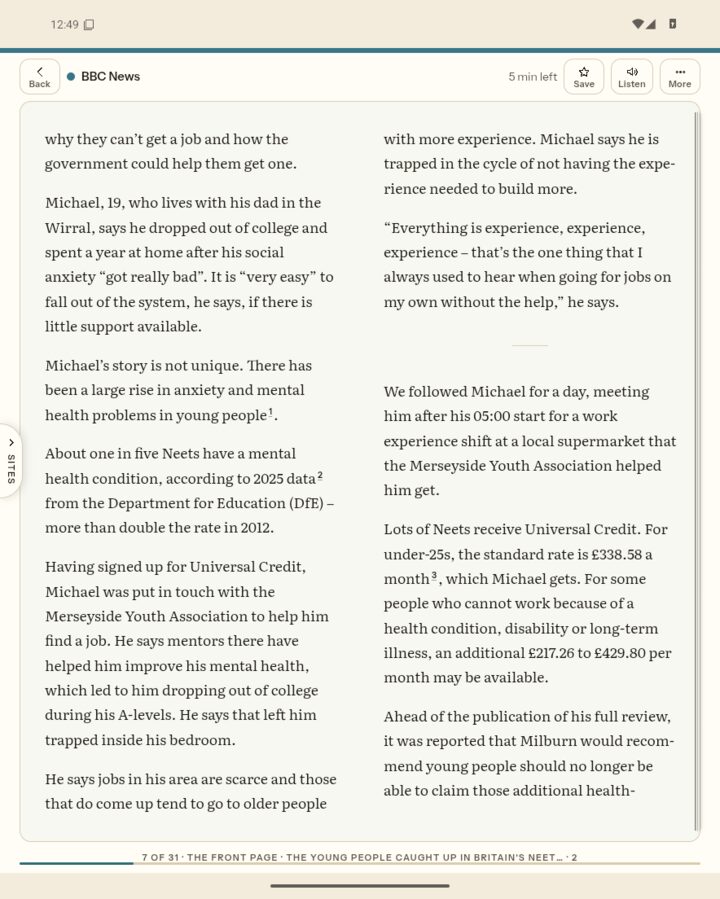 12:49
Back
BBC News
5 min left
Save
Listen
More
why they can’t get a job and how the
government could help them get one.
Michael, 19, who lives with his dad in the
Wirral, says he dropped out of college and
spent a year at home after his social
anxiety “got really bad”. It is “very easy” to
fall out of the system, he says, if there is
little support available.
Michael’s story is not unique. There has
been a large rise in anxiety and mental
health problems in young people¹.
About one in five Neets have a mental
health condition, according to 2025 data²
from the Department for Education (DfE) –
more than double the rate in 2012.
Having signed up for Universal Credit,
Michael was put in touch with the
Merseyside Youth Association to help him
find a job. He says mentors there have
helped him improve his mental health,
which led to him dropping out of college
during his A-levels. He says that left him
trapped inside his bedroom.
He says jobs in his area are scarce and those
that do come up tend to go to older people
with more experience. Michael says he is
trapped in the cycle of not having the expe-
rience needed to build more.
“Everything is experience, experience,
experience – that’s the one thing that I
always used to hear when going for jobs on
my own without the help,” he says.
We followed Michael for a day, meeting
him after his 05:00 start for a work
experience shift at a local supermarket that
the Merseyside Youth Association helped
him get.
Lots of Neets receive Universal Credit. For
under-25s, the standard rate is £338.58 a
month³, which Michael gets. For some
people who cannot work because of a
health condition, disability or long-term
illness, an additional £217.26 to £429.80 per
month may be available.
Ahead of the publication of his full review,
it was reported that Milburn would recom-
mend young people should no longer be
able to claim those additional health-
SITES
7 OF 31 · THE FRONT PAGE · THE YOUNG PEOPLE CAUGHT UP IN BRITAIN’S NEET… · 2